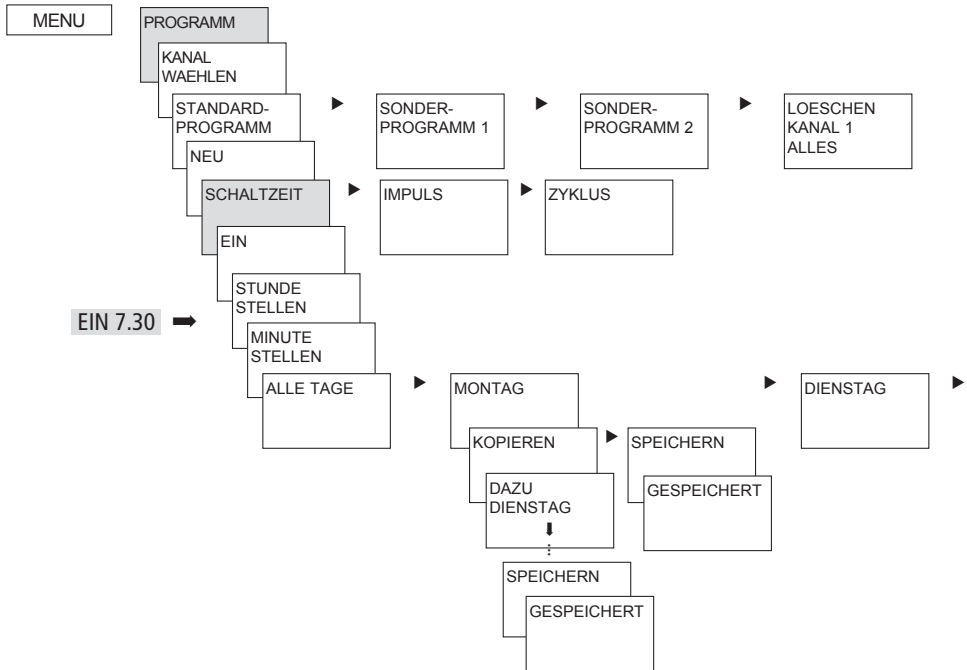 MENU
PROGRAMM
KANAL
WAEHLEN
STANDARD-
PROGRAMM
SONDER-
PROGRAMM 1
SONDER-
PROGRAMM 2
LOESCHEN
KANAL 1
ALLES
NEU
SCHALTZEIT
IMPULS
ZYKLUS
EIN
STUNDE
STELLEN
EIN 7.30
MINUTE
STELLEN
ALLE TAGE
MONTAG
DIENSTAG
KOPIEREN
SPEICHERN
DAZU
DIENSTAG
GESPEICHERT
SPEICHERN
GESPEICHERT